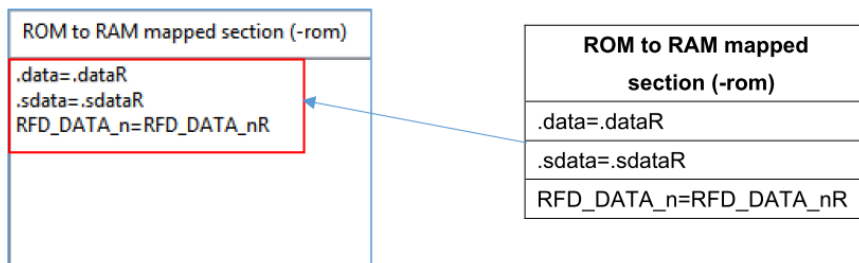 ROM to RAM mapped section (-rom)
.data=.dataR
.sdata=.sdataR
RFD_DATA_n=RFD_DATA_nR
ROM to RAM mapped
section (-rom)
.data=.dataR
.sdata=.sdataR
RFD_DATA_n=RFD_DATA_nR